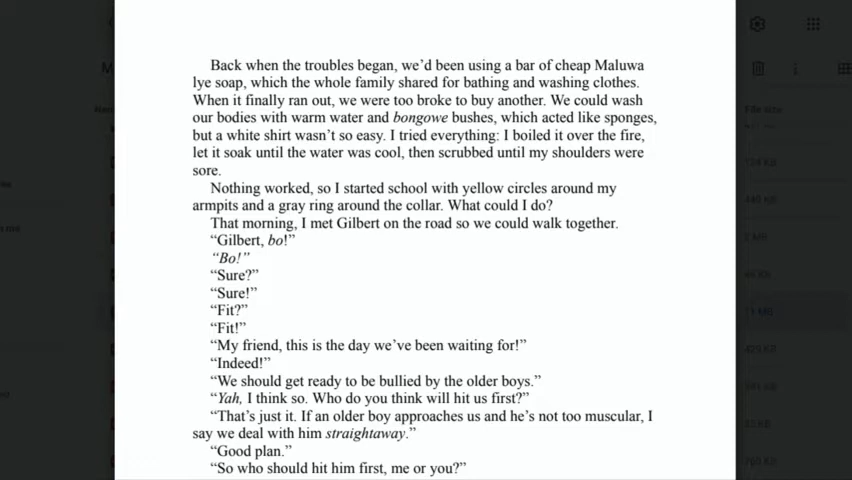 Back when the troubles began, we’d been using a bar of cheap Maluwa
lye soap, which the whole family shared for bathing and washing clothes.
When it finally ran out, we were too broke to buy another. We could wash
our bodies with warm water and bongowe bushes, which acted like sponges,
but a white shirt wasn’t so easy. I tried everything: I boiled it over the fire,
let it soak until the water was cool, then scrubbed until my shoulders were
sore.
Nothing worked, so I started school with yellow circles around my
armpits and a gray ring around the collar. What could I do?
That morning, I met Gilbert on the road so we could walk together.
“Gilbert, bo!”
“Bo!”
“Sure?”
“Sure!”
“Fit?”
“Fit!”
“My friend, this is the day we’ve been waiting for!”
“Indeed!”
“We should get ready to be bullied by the older boys.”
“Yah, I think so. Who do you think will hit us first?”
“That’s just it. If an older boy approaches us and he’s not too muscular, I
say we deal with him straightaway.”
“Good plan.”
“So who should hit him first, me or you?”
File size
2 MB